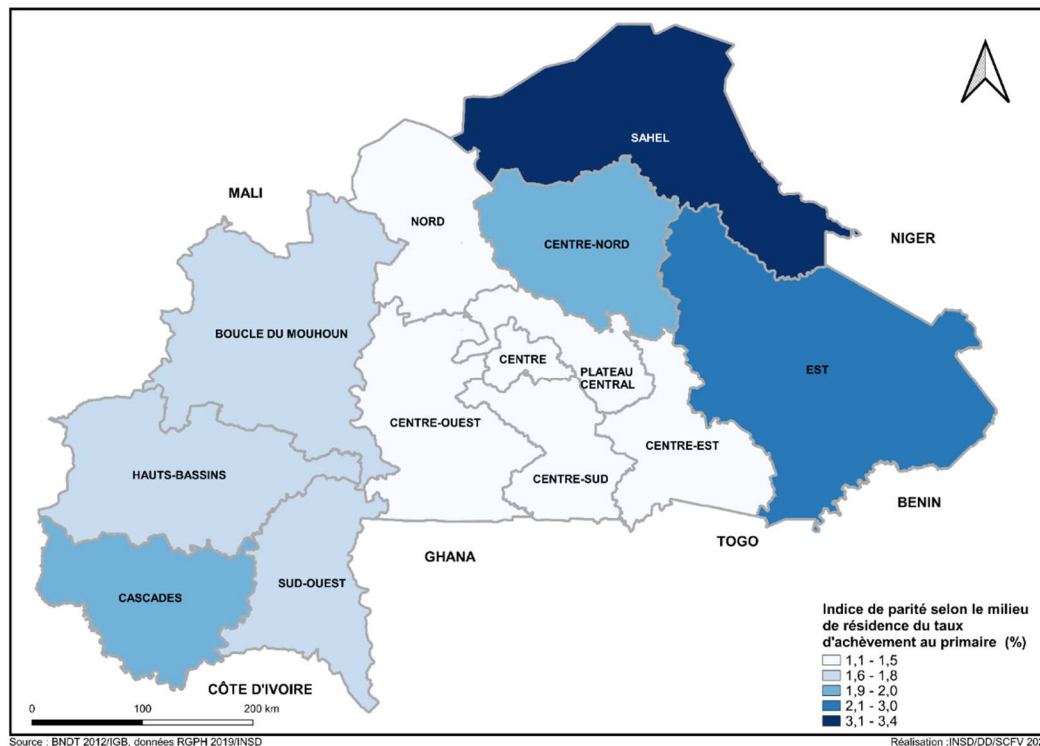 SAHEL
MALI
NORD
NIGER
CENTRE-NORD
BOUCLE DU MOUHOUN
CENTRE
PLATEAU
CENTRAL
EST
CENTRE-OUEST
CENTRE-EST
HAUTS-BASSINS
CENTRE-SUD
BENIN
TOGO
GHANA
SUD-OUEST
CASCADES
CÔTE D'IVOIRE
Indice de parité selon le milieu
de résidence du taux
d'achèvement au primaire (%)
1,1 - 1,5
1,6 - 1,8
1,9 - 2,0
2,1 - 3,0
3,1 - 3,4
0 100 200 km
Source : BNDT 2012/IGB, données RGPH 2019/INSD
Réalisation :INSD/DD/SCFV